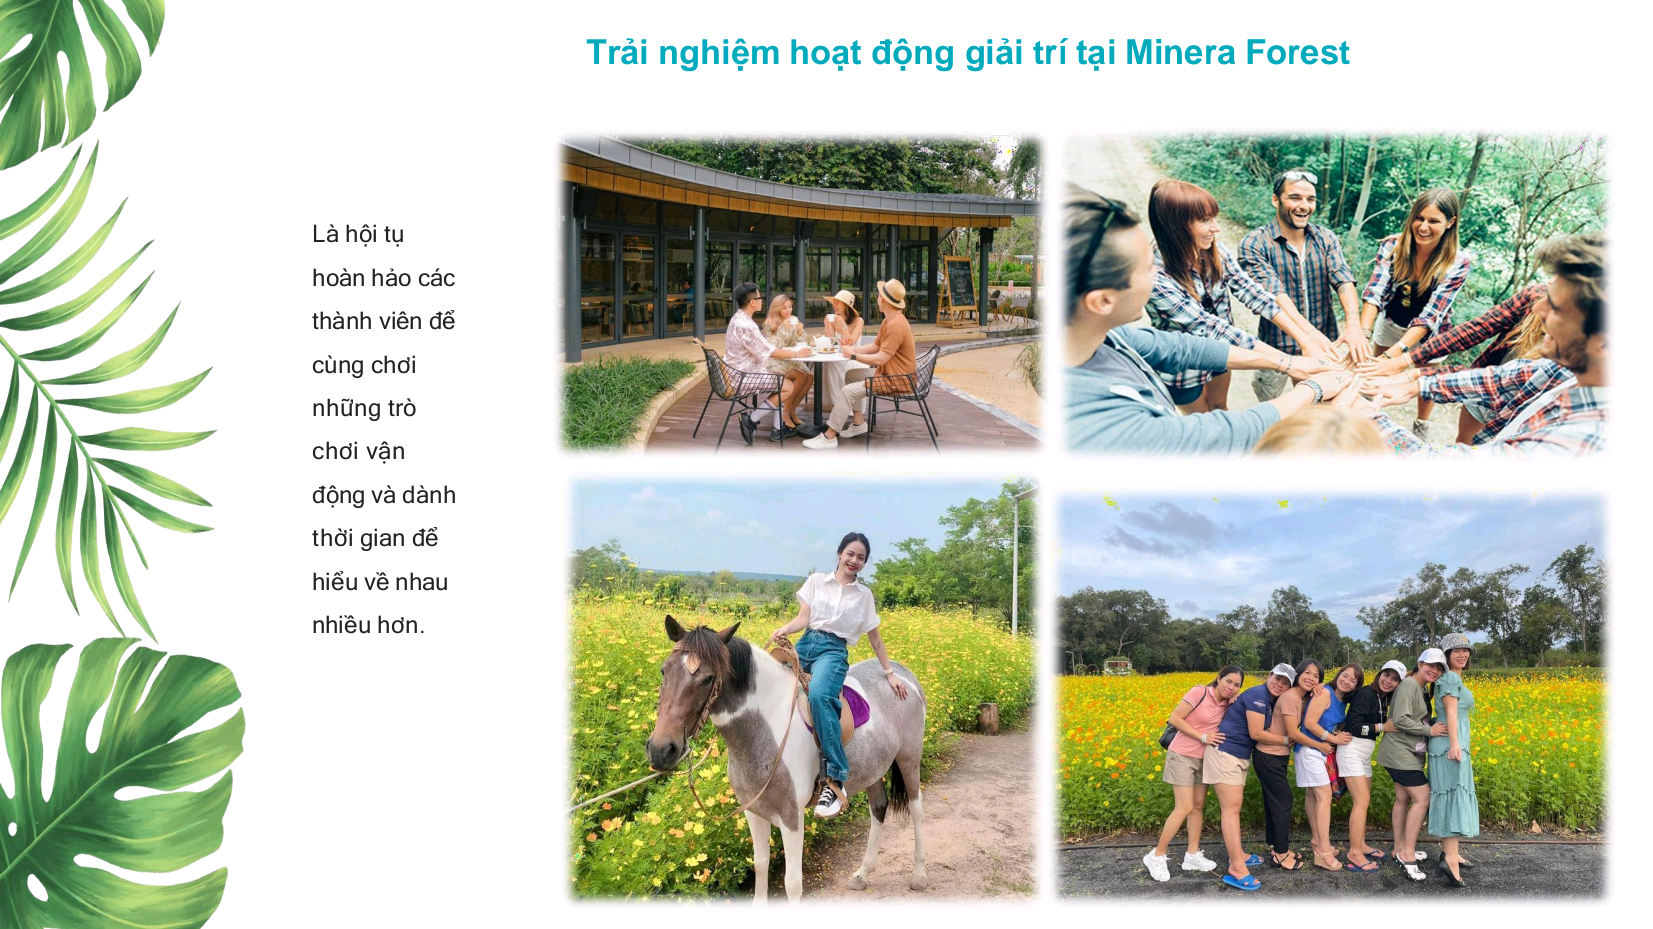 Trải nghiệm hoạt động giải trí tại Minera Forest
Là hội tụ
hoàn hảo các
thành viên để
cùng chơi
những trò
chơi vận
động và dành
thời gian để
hiểu về nhau
nhiều hơn.